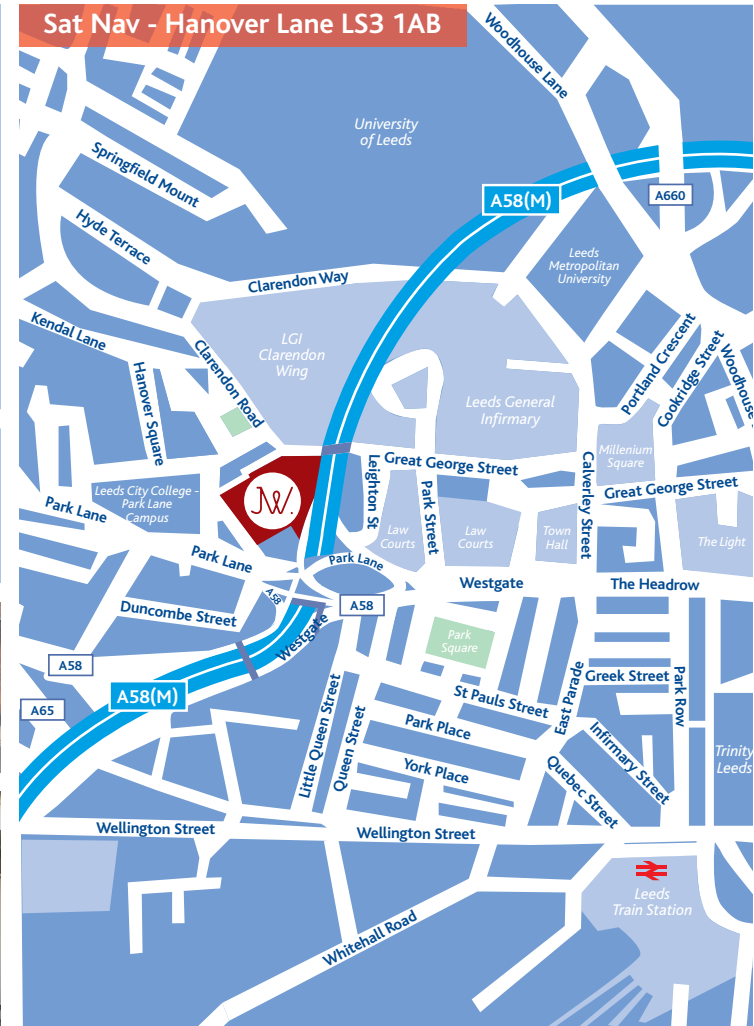 Sat Nav - Hanover Lane LS3 1AB
Woodhouse Lane
University
of Leeds
Springfield Mount
A58(M)
A660
Hyde Terrace
Leeds
Metropolitan
University
Clarendon Way
Kendal Lane
LGI
Clarendon
Wing
Clarendon Road
Portland Crescent
Cookridge Street
Woodhouse
Hanover Square
Leeds General
Infirmary
Millenium
Square
Great George Street
Leighton St
Park Street
Calverley Street
Great George Street
Leeds City College -
Park Lane
Campus
JW.
Park Lane
Law
Courts
Law
Courts
Town
Hall
The Light
Park Lane
Park Lane
Westgate
The Headrow
A58
A58
Duncombe Street
Westgate
Park
Square
A58
A58(M)
A65
Greek Street
Park Row
St Pauls Street
East Parade
Little Queen Street
Queen Street
Park Place
Infirmary Street
Trinity
Leeds
York Place
Quebec Street
Wellington Street
Wellington Street
Leeds
Train Station
Whitehall Road